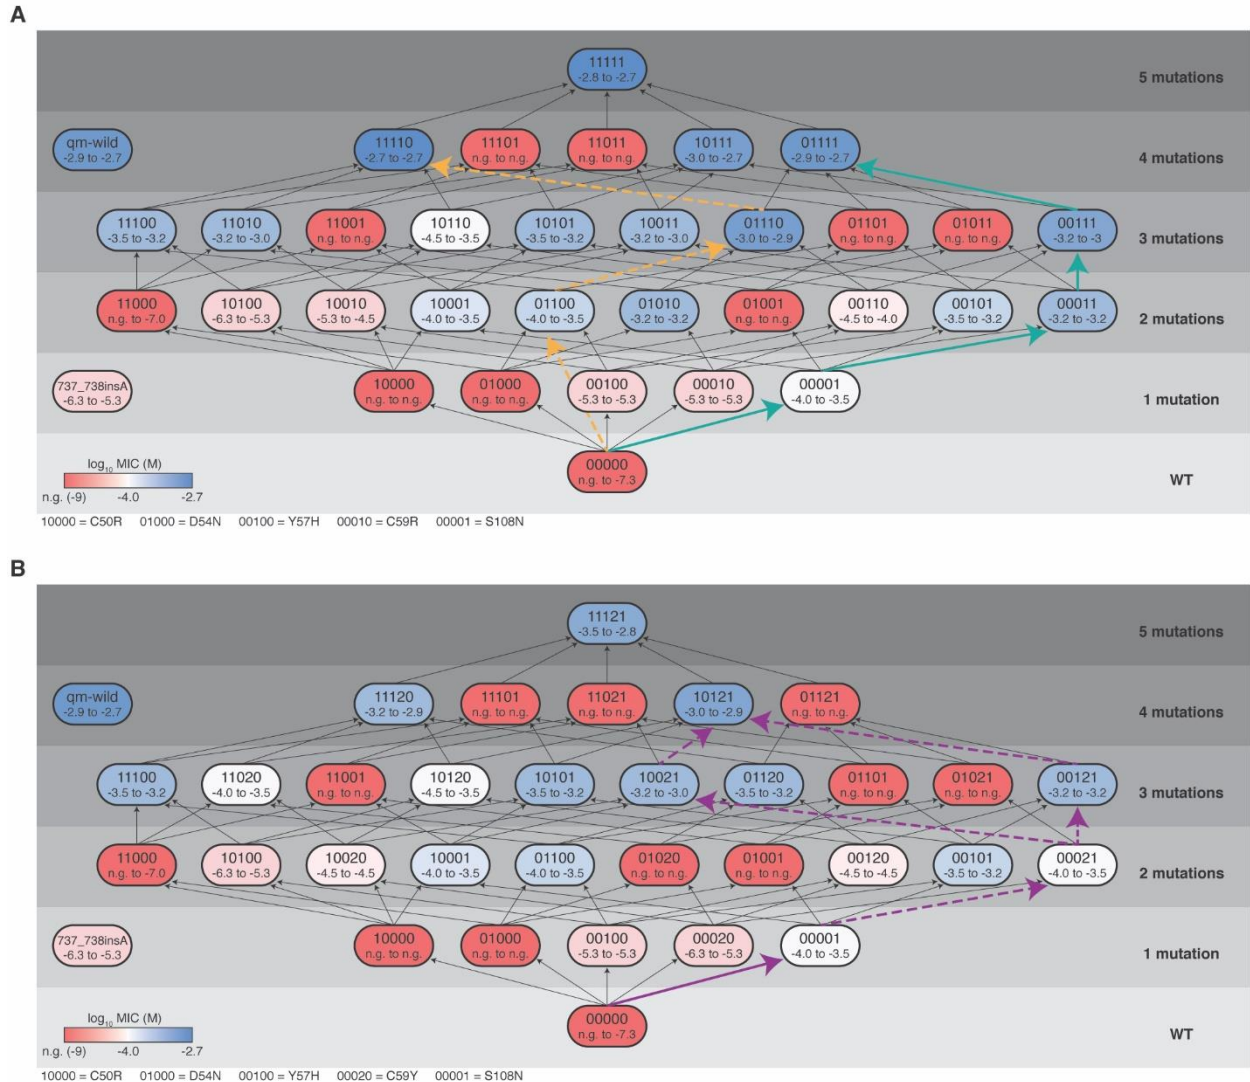 A
11111
-2.8 to -2.7
5 mutations
qm-wild
-2.9 to -2.7
11110
-2.7 to -2.7
11101
n.g. to n.g.
11011
n.g. to n.g.
10111
-3.0 to -2.7
01111
-2.9 to -2.7
4 mutations
11100
-3.5 to -3.2
11010
-3.2 to -3.0
11001
n.g. to n.g.
10110
-4.5 to -3.5
10101
-3.5 to -3.2
10011
-3.2 to -3.0
01110
-3.0 to -2.9
01101
n.g. to n.g.
01011
n.g. to n.g.
00111
-3.2 to -3
3 mutations
11000
n.g. to -7.0
10100
-6.3 to -5.3
10010
-5.3 to -4.5
10001
-4.0 to -3.5
01100
-4.0 to -3.5
01010
-3.2 to -3.2
01001
n.g. to n.g.
00110
-4.5 to -4.0
00101
-3.5 to -3.2
00011
-3.2 to -3.2
2 mutations
737_738insA
-6.3 to -5.3
10000
n.g. to n.g.
01000
n.g. to n.g.
00100
-5.3 to -5.3
00010
-5.3 to -5.3
00001
-4.0 to -3.5
1 mutation
00000
n.g. to -7.3
WT
log10 MIC (M)
n.g. (-9) -4.0 -2.7
10000 = C50R 01000 = D54N 00100 = Y57H 00010 = C59R 00001 = S108N
B
11121
-3.5 to -2.8
5 mutations
qm-wild
-2.9 to -2.7
11120
-3.2 to -2.9
11101
n.g. to n.g.
11021
n.g. to n.g.
10121
-3.0 to -2.9
01121
n.g. to n.g.
4 mutations
11100
-3.5 to -3.2
11020
-4.0 to -3.5
11001
n.g. to n.g.
10120
-4.5 to -3.5
10101
-3.5 to -3.2
10021
-3.2 to -3.0
01120
-3.5 to -3.2
01101
n.g. to n.g.
01021
n.g. to n.g.
00121
-3.2 to -3.2
3 mutations
11000
n.g. to -7.0
10100
-6.3 to -5.3
10020
-4.5 to -4.5
10001
-4.0 to -3.5
01100
-4.0 to -3.5
01020
n.g. to n.g.
01001
n.g. to n.g.
00120
-4.5 to -4.5
00101
-3.5 to -3.2
00021
-4.0 to -3.5
2 mutations
737_738insA
-6.3 to -5.3
10000
n.g. to n.g.
01000
n.g. to n.g.
00100
-5.3 to -5.3
00020
-6.3 to -5.3
00001
-4.0 to -3.5
1 mutation
00000
n.g. to -7.3
WT
log10 MIC (M)
n.g. (-9) -4.0 -2.7
10000 = C50R 01000 = D54N 00100 = Y57H 00020 = C59Y 00001 = S108N